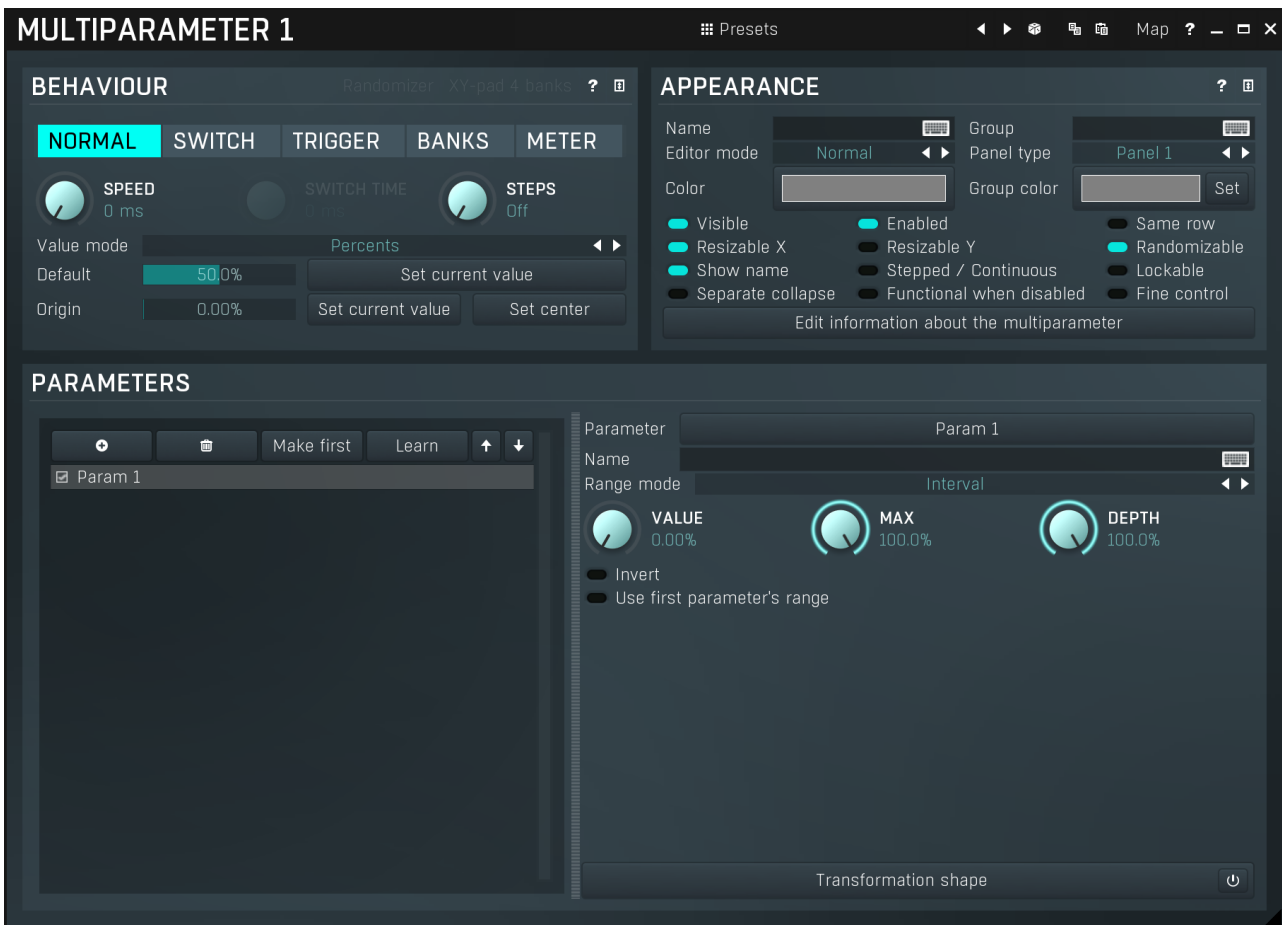 MULTIPARAMETER 1
Presets
Map ?
BEHAVIOUR
Randomizer XY-pad 4 banks ?
NORMAL SWITCH TRIGGER BANKS METER
SPEED
0 ms
SWITCH TIME
0 ms
STEPS
Off
Value mode Percents
Default 50.0% Set current value
Origin 0.00% Set current value Set center
APPEARANCE ?
Name Group
Editor mode Normal Panel type Panel 1
Color Group color Set
Visible Enabled Same row
Resizable X Resizable Y Randomizable
Show name Stepped / Continuous Lockable
Separate collapse Functional when disabled Fine control
Edit information about the multiparameter
PARAMETERS
Make first Learn
Param 1
Parameter Param 1
Name
Range mode Interval
VALUE
0.00%
MAX
100.0%
DEPTH
100.0%
Invert
Use first parameter's range
Transformation shape